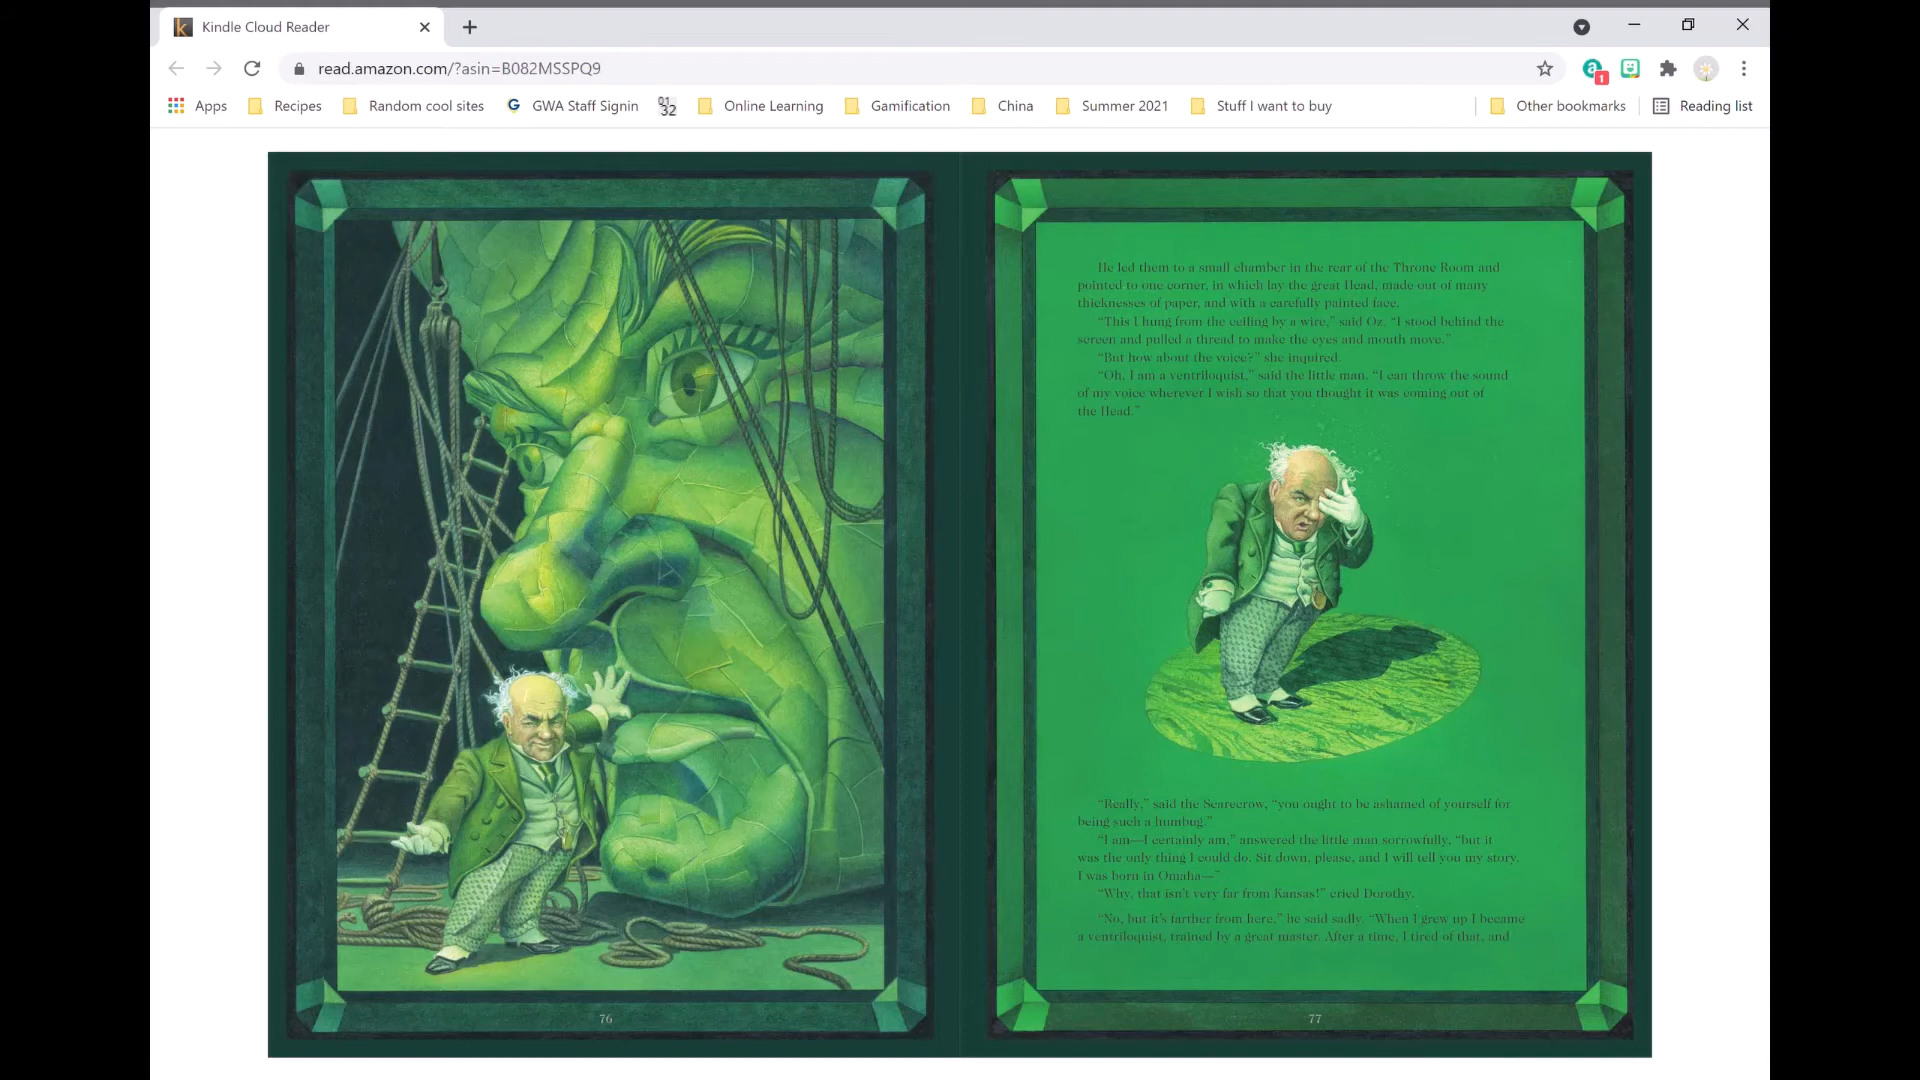 Kindle Cloud Reader
read.amazon.com/?asin=B082MSSPQ9
1
Apps
Recipes
Random cool sites
G
GWA Staff Signin
01
32
Online Learning
Gamification
China
Summer 2021
Stuff I want to buy
Other bookmarks
Reading list
76
He led them to a small chamber in the rear of the Throne Room and
pointed to one corner, in which lay the great Head, made out of many
thicknesses of paper, and with a carefully painted face.
“This I hung from the ceiling by a wire,” said Oz. “I stood behind the
screen and pulled a thread to make the eyes and mouth move.”
“But how about the voice?” she inquired.
“Oh, I am a ventriloquist,” said the little man. “I can throw the sound
of my voice wherever I wish so that you thought it was coming out of
the Head.”
“Really,” said the Scarecrow, “you ought to be ashamed of yourself for
being such a humbug.”
“I am—I certainly am,” answered the little man sorrowfully, “but it
was the only thing I could do. Sit down, please, and I will tell you my story.
I was born in Omaha—”
“Why, that isn’t very far from Kansas!” cried Dorothy.
“No, but it’s farther from here,” he said sadly. “When I grew up I became
a ventriloquist, trained by a great master. After a time, I tired of that, and
77